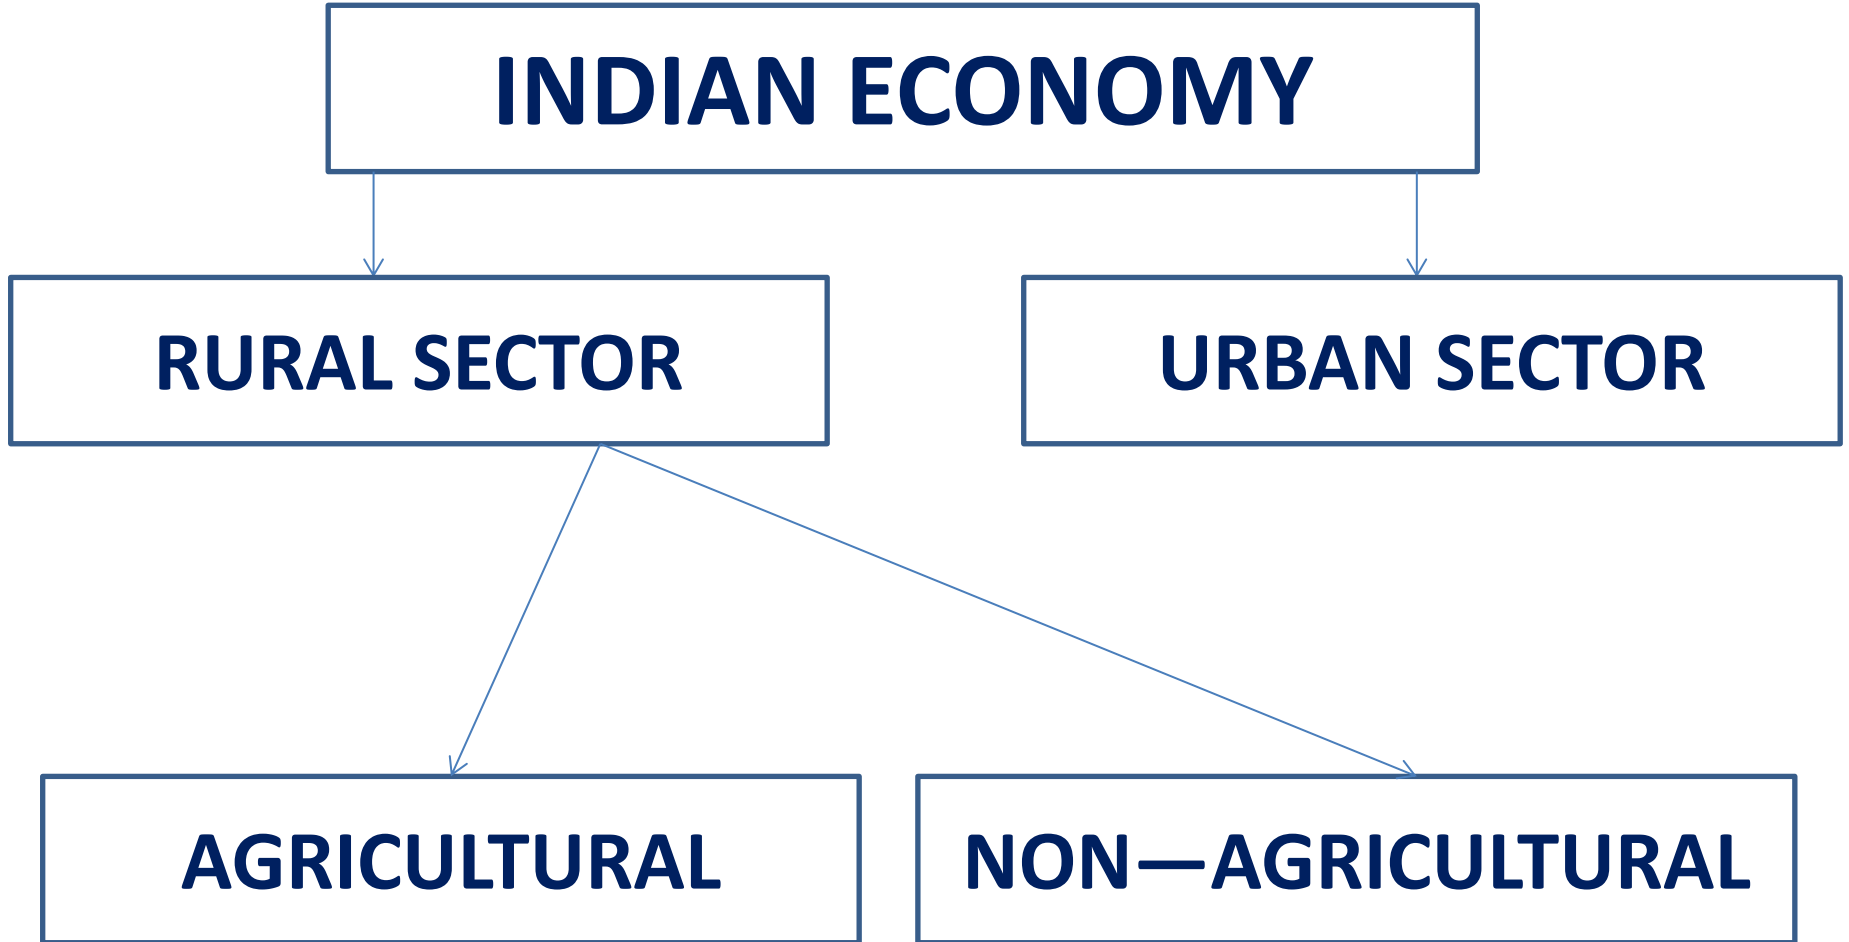 INDIAN ECONOMY
RURAL SECTOR
URBAN SECTOR
AGRICULTURAL
NON—AGRICULTURAL